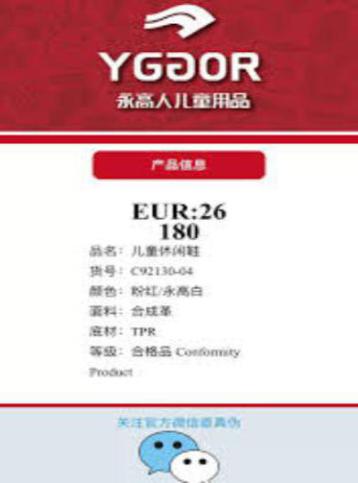 YGGOR
永高人儿童用品
产品信息
EUR:26
180
品名：儿童休闲鞋
货号：C92130-04
颜色：粉红/永高白
面料：合成革
底材：TPR
等级：合格品 Conformity
Product
关注官方微信辨真伪